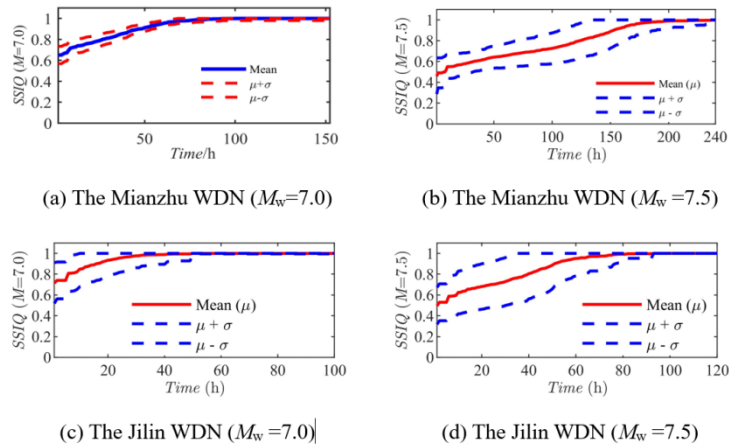 SSIQ (M=7.0)
1
0.8
0.6
0.4
0.2
0
50
100
150
Time/h
Mean
μ+σ
μ-σ
(a) The Mianzhu WDN (Mw=7.0)
SSIQ (M=7.5)
1
0.8
0.6
0.4
0.2
0
50
100
150
200
240
Time (h)
Mean (μ)
μ + σ
μ - σ
(b) The Mianzhu WDN (Mw =7.5)
SSIQ (M=7.0)
1
0.8
0.6
0.4
0.2
0
20
40
60
80
100
Time (h)
Mean (μ)
μ + σ
μ - σ
(c) The Jilin WDN (Mw =7.0)
SSIQ (M=7.5)
1
0.8
0.6
0.4
0.2
0
20
40
60
80
100
120
Time (h)
Mean (μ)
μ + σ
μ - σ
(d) The Jilin WDN (Mw =7.5)